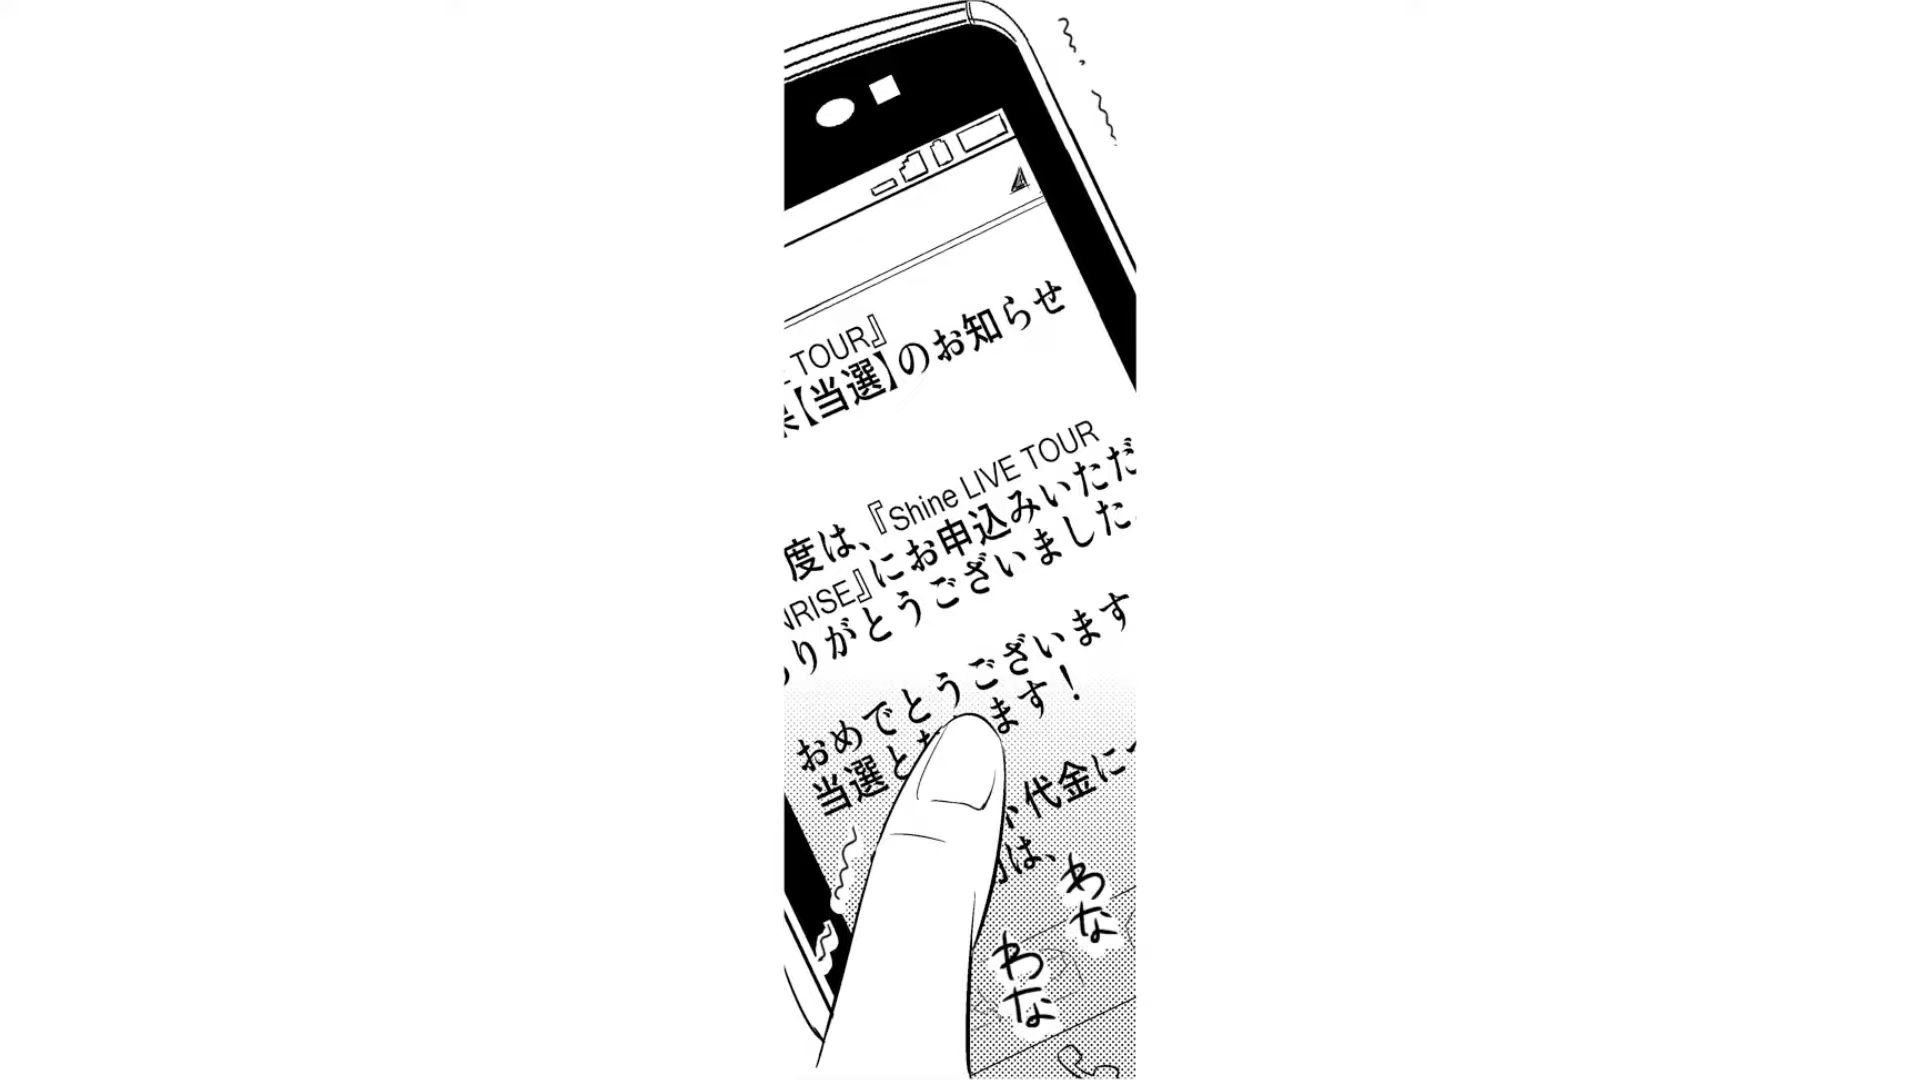 TOUR』
【当選】のお知らせ
度は、『Shine LIVE TOUR
NRISE』にお申込みいただ
りがとうございました
おめでとうございます
当選と
ます！
代金に
は、
わな
わな